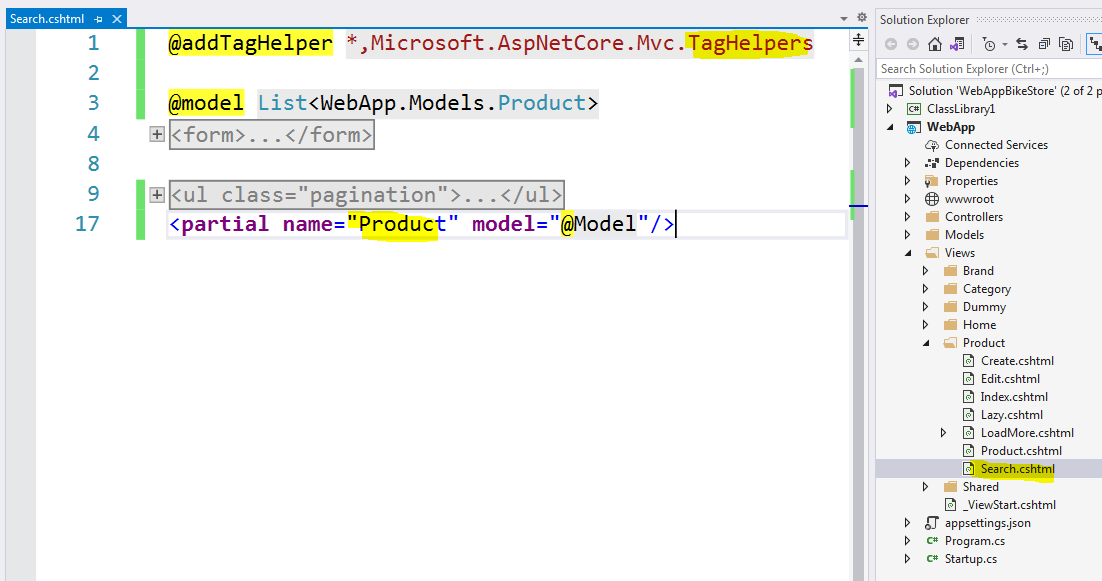 Search.cshtml
1 @addTagHelper *,Microsoft.AspNetCore.Mvc.TagHelpers
2
3 @model List<WebApp.Models.Product>
4 <form>...</form>
8
9 <ul class="pagination">...</ul>
17 <partial name="Product" model="@Model"/>
Solution Explorer
Search Solution Explorer (Ctrl+;)
Solution 'WebAppBikeStore' (2 of 2 p
C# ClassLibrary1
WebApp
Connected Services
Dependencies
Properties
wwwroot
Controllers
Models
Views
Brand
Category
Dummy
Home
Product
Create.cshtml
Edit.cshtml
Index.cshtml
Lazy.cshtml
LoadMore.cshtml
Product.cshtml
Search.cshtml
Shared
_ViewStart.cshtml
appsettings.json
C# Program.cs
C# Startup.cs